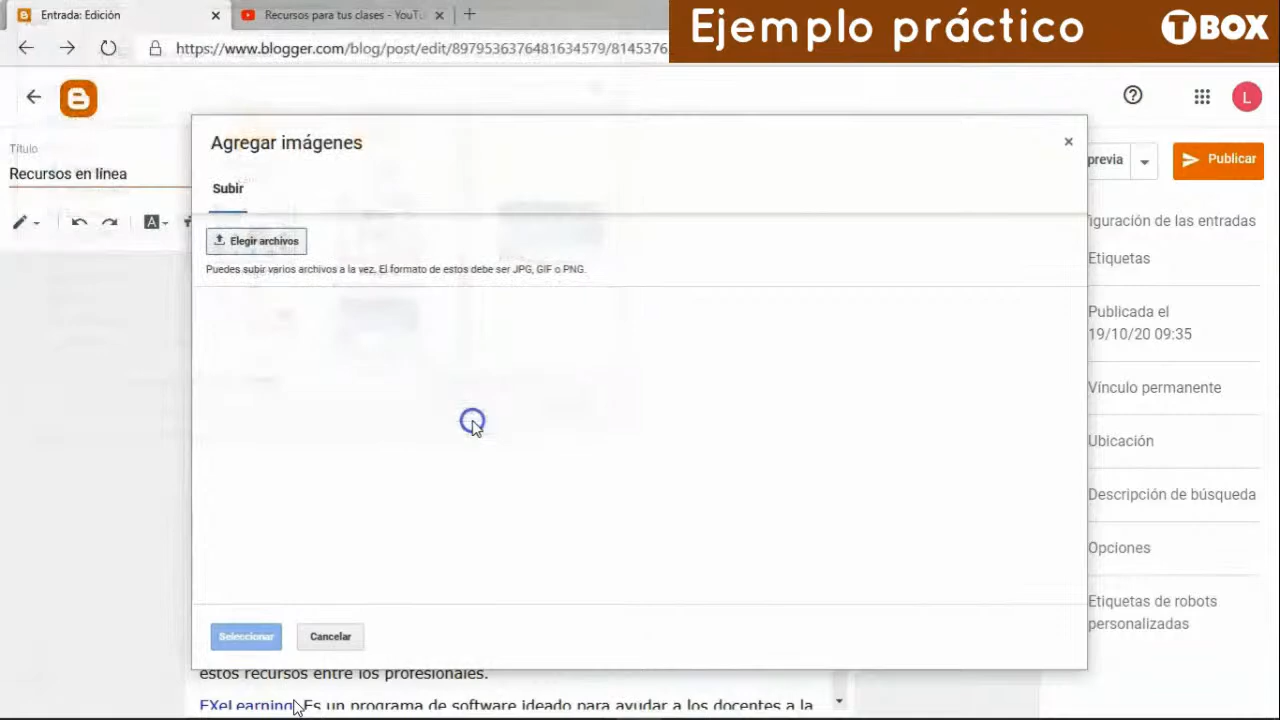 Entrada: Edición
Recursos para tus clases - YouTu
Ejemplo práctico
TBOX
https://www.blogger.com/blog/post/edit/8979536376481634579/8145376
L
Agregar imágenes
Título
Recursos en línea
previa
Publicar
Subir
A
Elegir archivos
Puedes subir varios archivos a la vez. El formato de estos debe ser JPG, GIF o PNG.
iguración de las entradas
Etiquetas
Publicada el
19/10/20 09:35
Vínculo permanente
Ubicación
Descripción de búsqueda
Opciones
Etiquetas de robots
personalizadas
Seleccionar
Cancelar
estos recursos entre los profesionales.
EXeLearning: Es un programa de software ideado para ayudar a los docentes a la